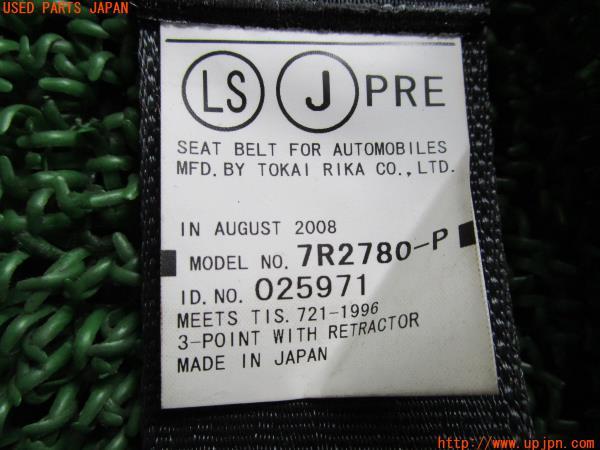 USED PARTS JAPAN
LS J PRE
SEAT BELT FOR AUTOMOBILES
MFD. BY TOKAI RIKA CO., LTD.
IN AUGUST 2008
MODEL NO. 7R2780-P
ID. NO. 025971
MEETS TIS. 721-1996
3-POINT WITH RETRACTOR
MADE IN JAPAN
http://www.upjpn.com/